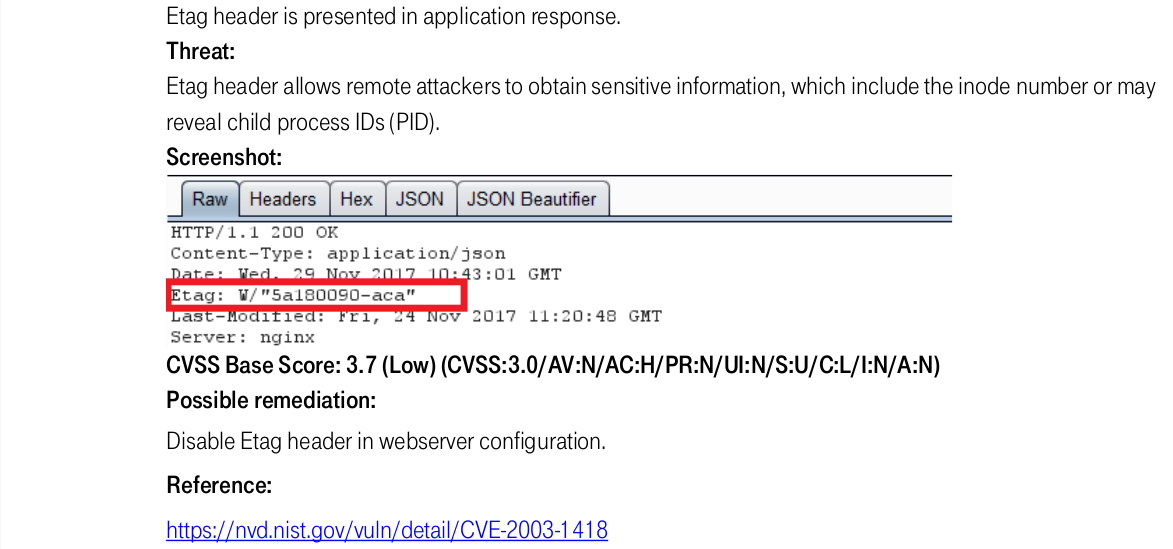 Etag header is presented in application response.
Threat:
Etag header allows remote attackers to obtain sensitive information, which include the inode number or may
reveal child process IDs (PID).
Screenshot:
Raw Headers Hex JSON JSON Beautifier
HTTP/1.1 200 OK
Content-Type: application/json
Date: Wed, 29 Nov 2017 10:43:01 GMT
Etag: W/"5a180090-aca"
Last-Modified: Fri, 24 Nov 2017 11:20:48 GMT
Server: nginx
CVSS Base Score: 3.7 (Low) (CVSS:3.0/AV:N/AC:H/PR:N/UI:N/S:U/C:L/I:N/A:N)
Possible remediation:
Disable Etag header in webserver configuration.
Reference:
https://nvd.nist.gov/vuln/detail/CVE-2003-1418